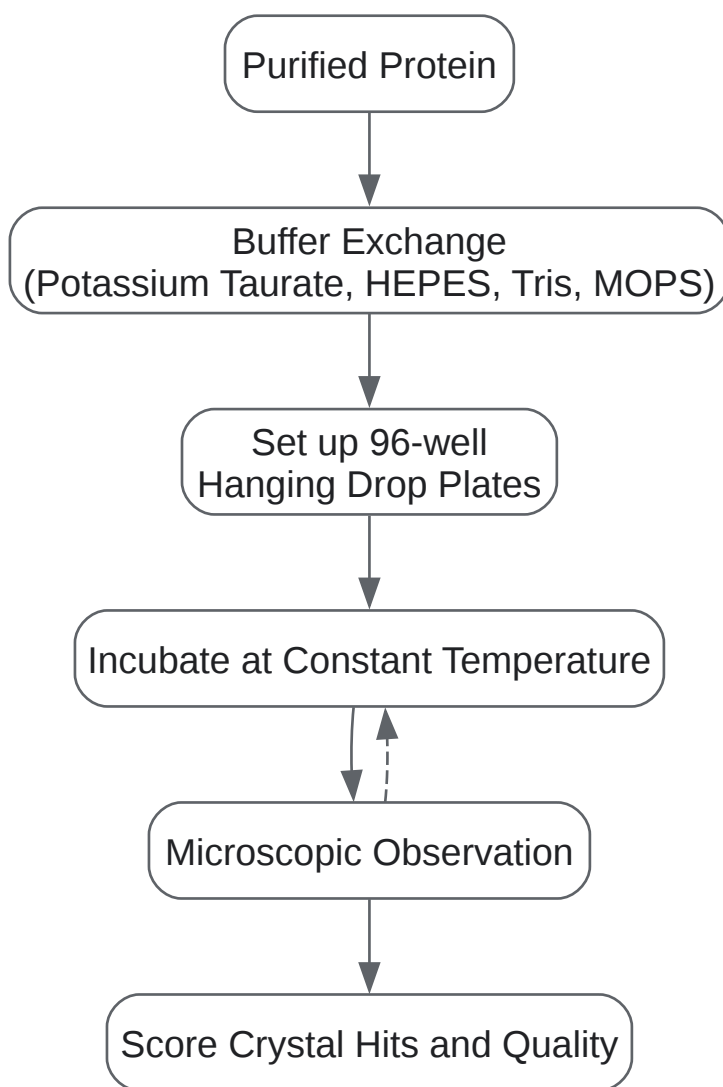 Purified Protein
Buffer Exchange
(Potassium Taurate, HEPES, Tris, MOPS)
Set up 96-well
Hanging Drop Plates
Incubate at Constant Temperature
Microscopic Observation
Score Crystal Hits and Quality